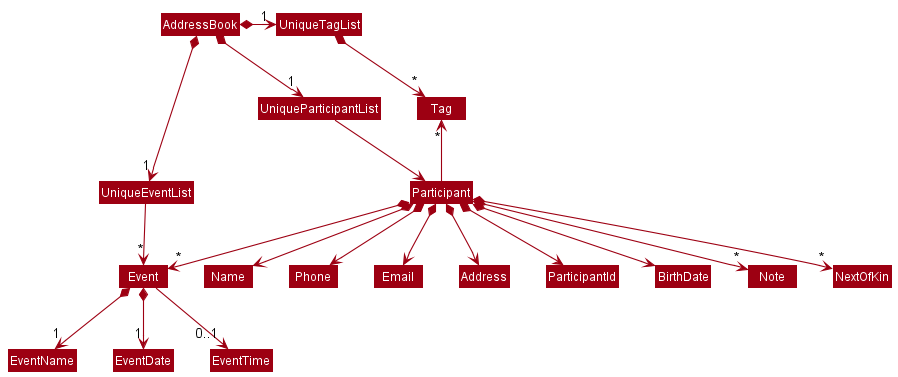 AddressBook
1
UniqueTagList
1
*
UniqueParticipantList
Tag
*
1
UniqueEventList
Participant
*
*
*
*
Event
Name
Phone
Email
Address
ParticipantId
BirthDate
Note
NextOfKin
1
1
0..1
EventName
EventDate
EventTime